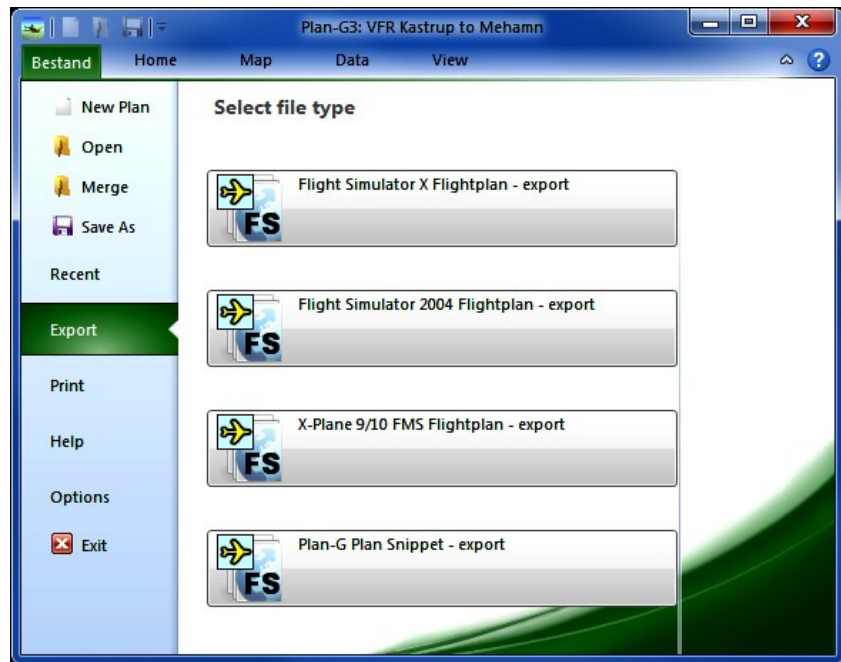 Plan-G3: VFR Kastrup to Mehamn
Bestand Home Map Data View
New Plan
Open
Merge
Save As
Recent
Export
Print
Help
Options
Exit
Select file type
Flight Simulator X Flightplan - export
FS
Flight Simulator 2004 Flightplan - export
FS
X-Plane 9/10 FMS Flightplan - export
FS
Plan-G Plan Snippet - export
FS